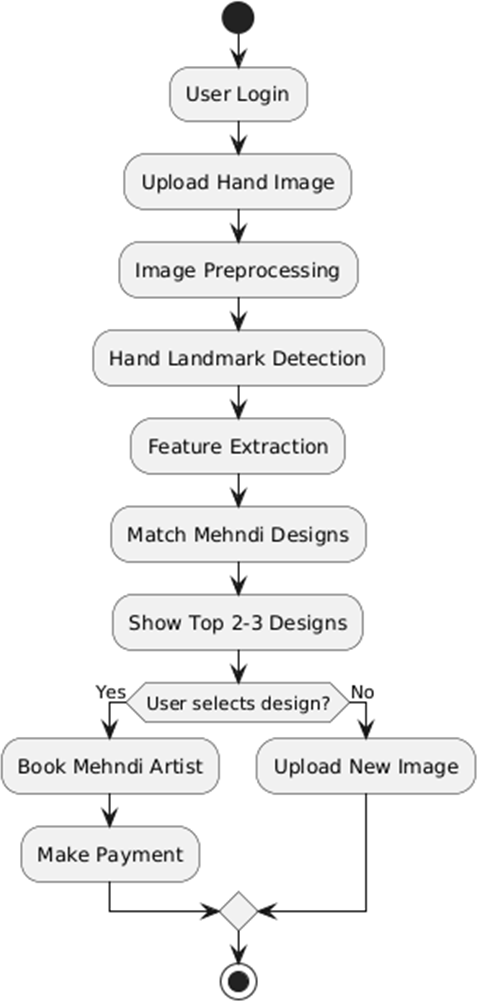 User Login
Upload Hand Image
Image Preprocessing
Hand Landmark Detection
Feature Extraction
Match Mehndi Designs
Show Top 2-3 Designs
Yes
User selects design?
No
Book Mehndi Artist
Upload New Image
Make Payment